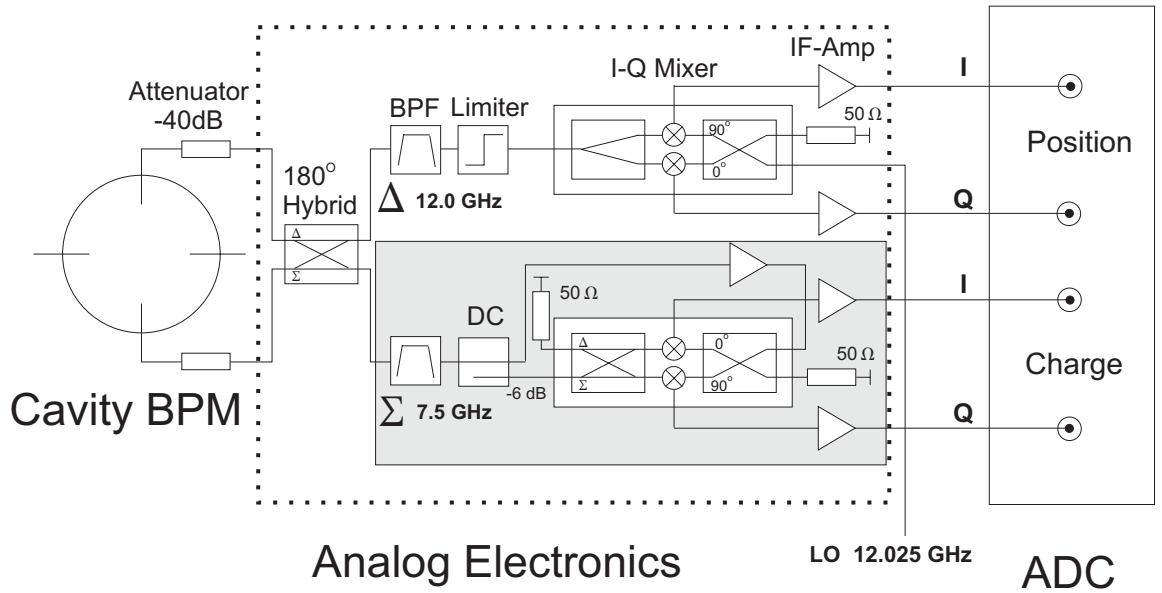 Attenuator
-40dB
180°
Hybrid
Δ
Σ
BPF
Limiter
Δ 12.0 GHz
I-Q Mixer
90°
0°
IF-Amp
50 Ω
I
Position
Q
50 Ω
DC
-6 dB
Σ 7.5 GHz
Δ
Σ
0°
90°
50 Ω
I
Charge
Q
Cavity BPM
Analog Electronics
LO 12.025 GHz
ADC